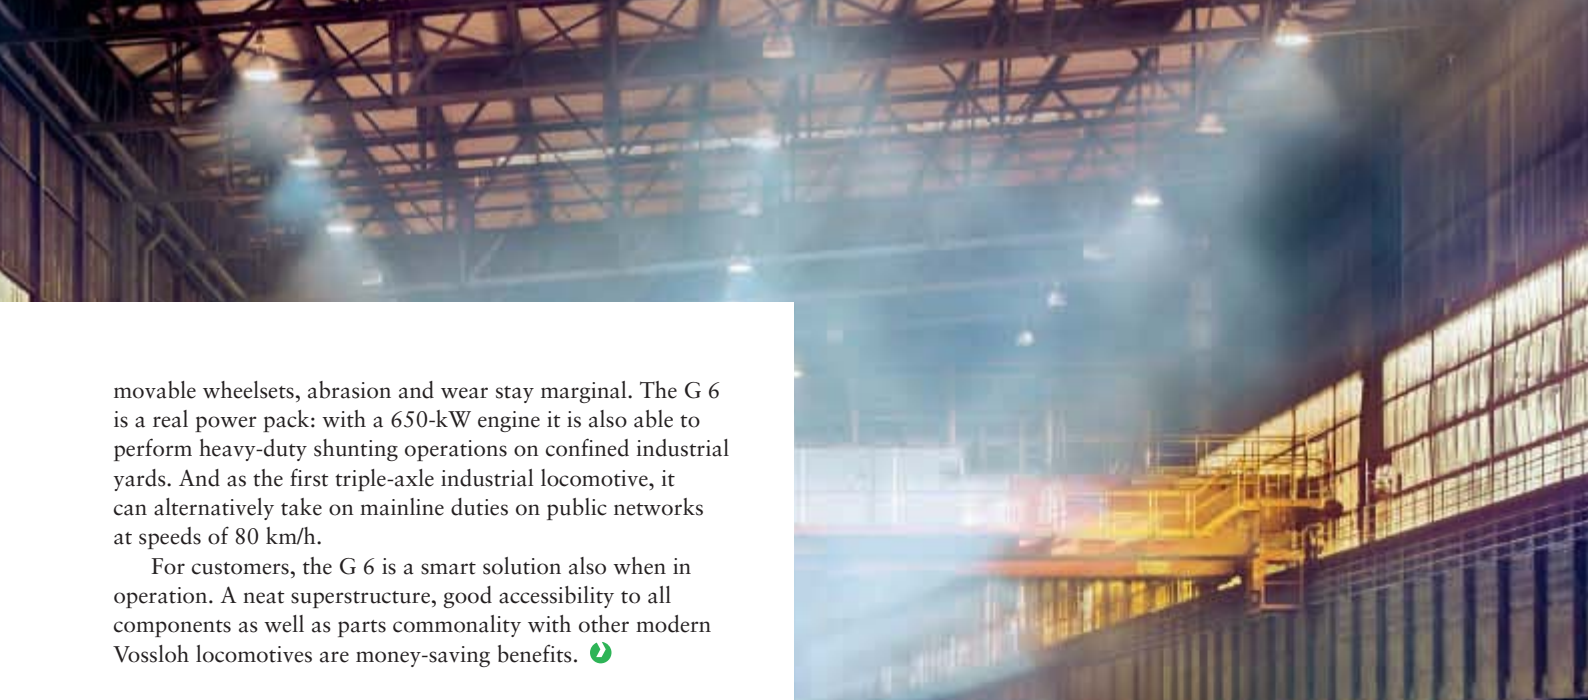 movable wheelsets, abrasion and wear stay marginal. The G 6
is a real power pack: with a 650-kW engine it is also able to
perform heavy-duty shunting operations on confined industrial
yards. And as the first triple-axle industrial locomotive, it
can alternatively take on mainline duties on public networks
at speeds of 80 km/h.
For customers, the G 6 is a smart solution also when in
operation. A neat superstructure, good accessibility to all
components as well as parts commonality with other modern
Vossloh locomotives are money-saving benefits.